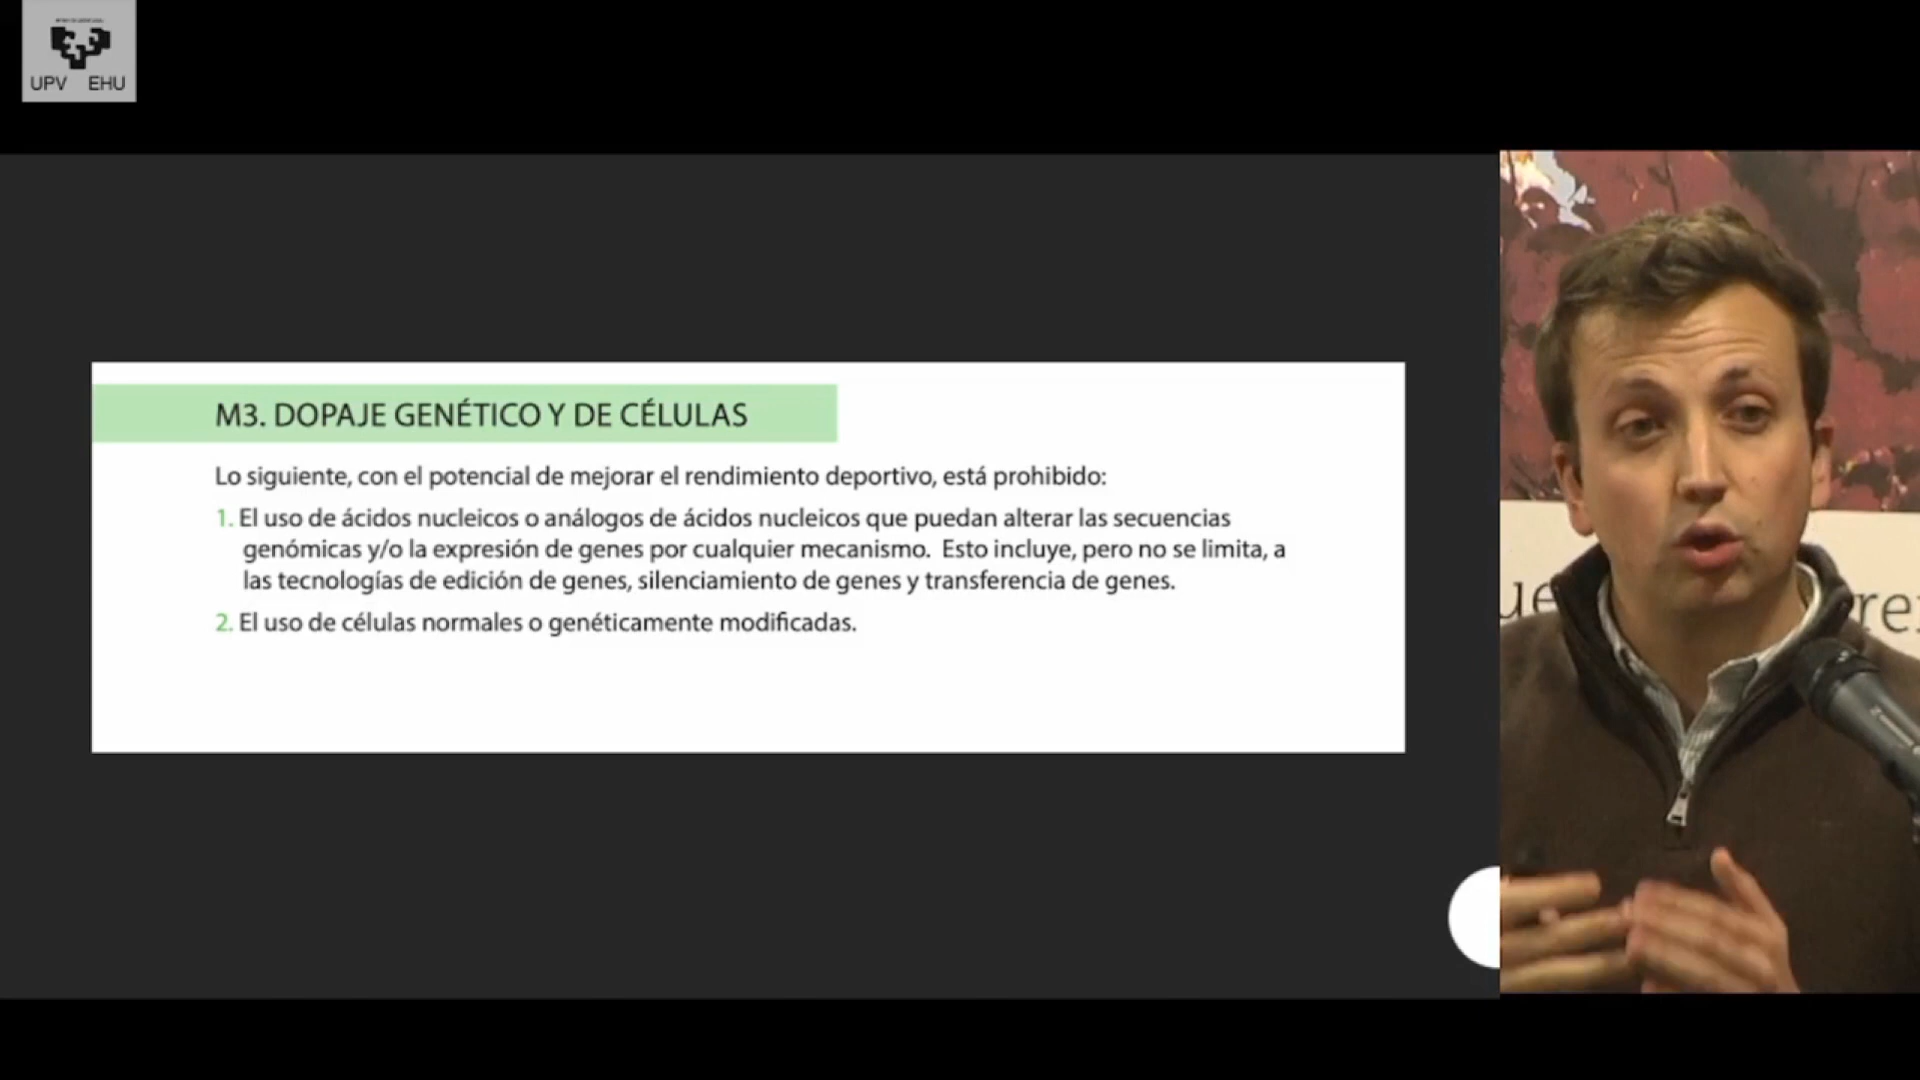 UPV EHU
M3. DOPAJE GENÉTICO Y DE CÉLULAS
Lo siguiente, con el potencial de mejorar el rendimiento deportivo, está prohibido:
1. El uso de ácidos nucleicos o análogos de ácidos nucleicos que puedan alterar las secuencias
genómicas y/o la expresión de genes por cualquier mecanismo. Esto incluye, pero no se limita, a
las tecnologías de edición de genes, silenciamiento de genes y transferencia de genes.
2. El uso de células normales o genéticamente modificadas.